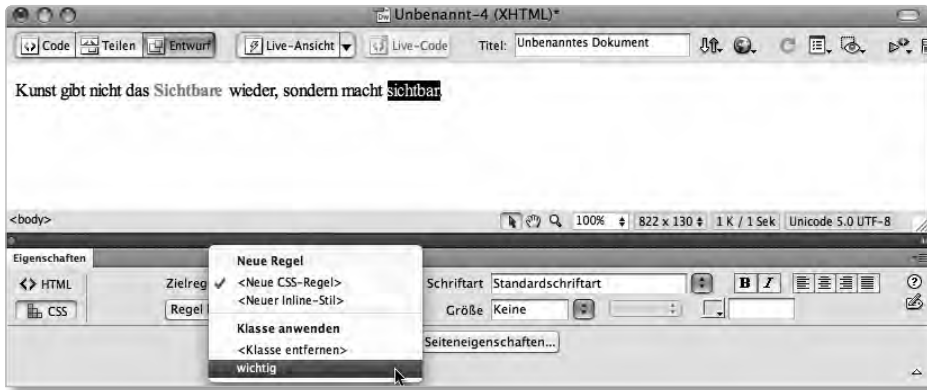 Unbenannt-4 (XHTML)*
Code Teilen Entwurf Live-Ansicht Live-Code Titel: Unbenanntes Dokument
Kunst gibt nicht das Sichtbare wieder, sondern macht sichtbar.
<body> 100% 822 x 130 1 K / 1 Sek Unicode 5.0 UTF-8
Eigenschaften
Neue Regel
<> HTML Zielreg ✓ <Neue CSS-Regel> Schriftart Standardschriftart B I
<Neuer Inline-Stil>
CSS Regel Größe Keine
Klasse anwenden
<Klasse entfernen> Seiteneigenschaften...
wichtig